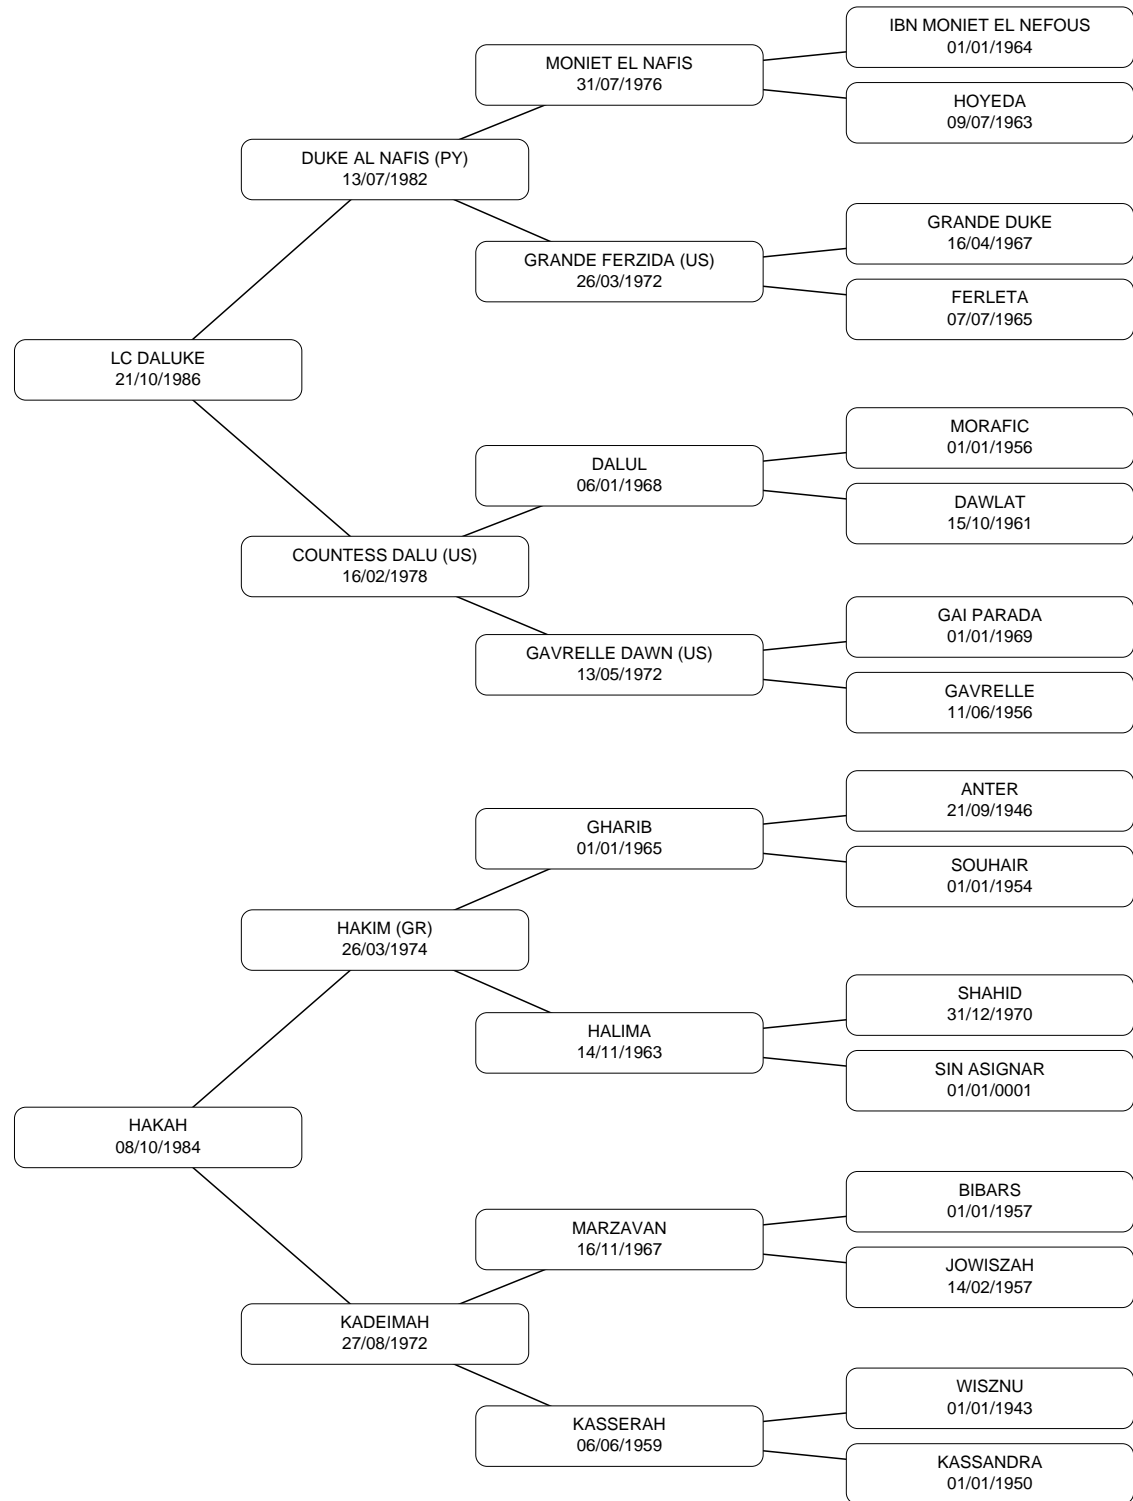 IBN MONIET EL NEFOUS
01/01/1964
MONIET EL NAFIS
31/07/1976
HOYEDA
09/07/1963
DUKE AL NAFIS (PY)
13/07/1982
GRANDE DUKE
16/04/1967
GRANDE FERZIDA (US)
26/03/1972
FERLETA
07/07/1965
LC DALUKE
21/10/1986
MORAFIC
01/01/1956
DALUL
06/01/1968
DAWLAT
15/10/1961
COUNTESS DALU (US)
16/02/1978
GAI PARADA
01/01/1969
GAVRELLE DAWN (US)
13/05/1972
GAVRELLE
11/06/1956
ANTER
21/09/1946
GHARIB
01/01/1965
SOUHAIR
01/01/1954
HAKIM (GR)
26/03/1974
SHAHID
31/12/1970
HALIMA
14/11/1963
SIN ASIGNAR
01/01/0001
HAKAH
08/10/1984
BIBARS
01/01/1957
MARZAVAN
16/11/1967
JOWISZAH
14/02/1957
KADEIMAH
27/08/1972
WISZNU
01/01/1943
KASSERAH
06/06/1959
KASSANDRA
01/01/1950